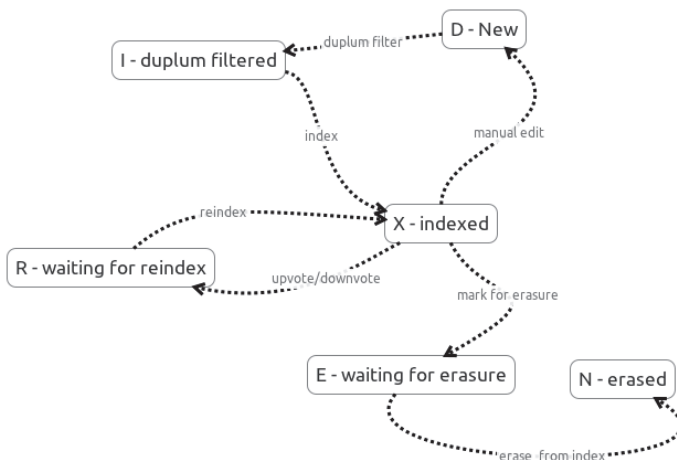 D - New
duplum filter
I - duplum filtered
index
manual edit
reindex
X - indexed
R - waiting for reindex
upvote/downvote
mark for erasure
E - waiting for erasure
N - erased
erase from index